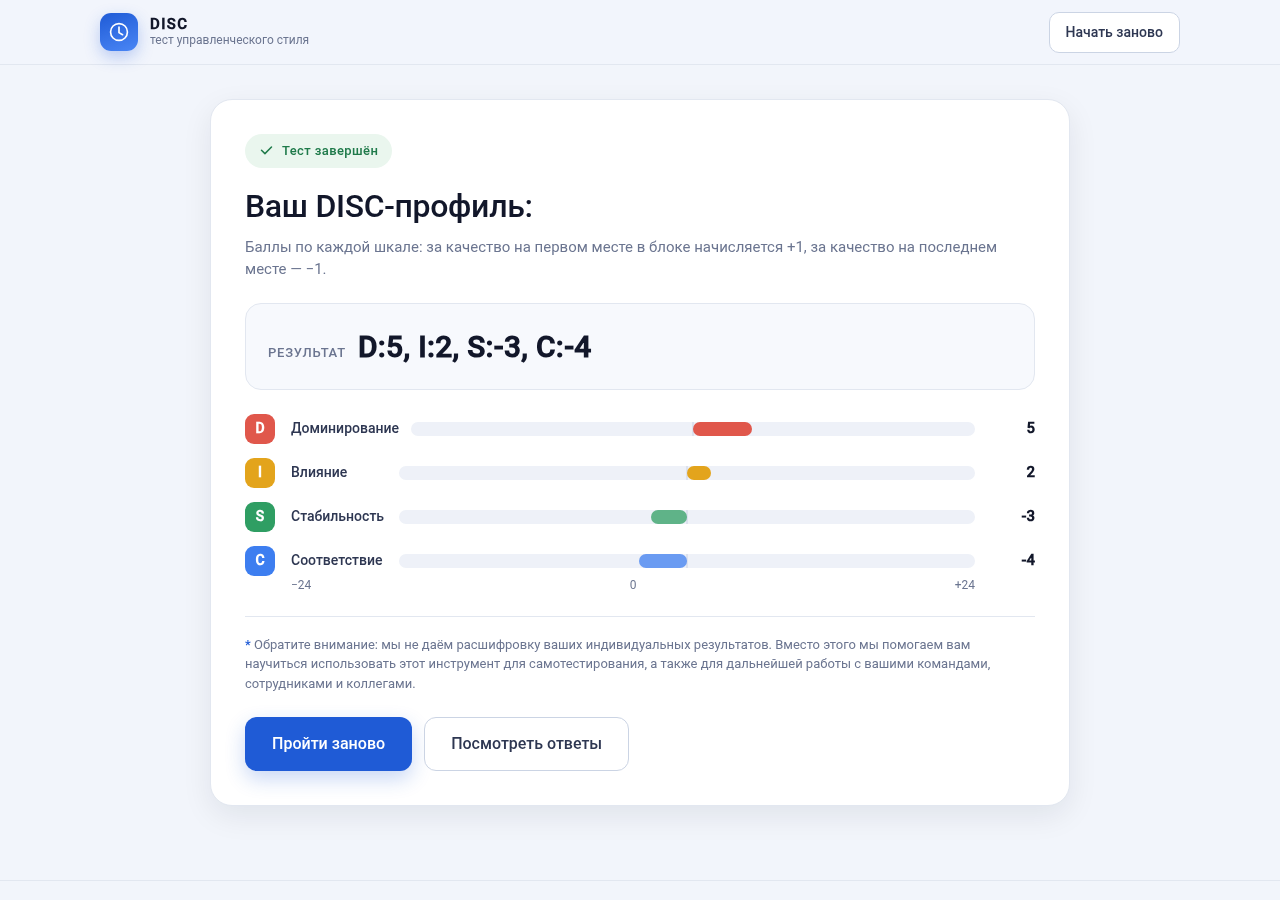 DISC
тест управленческого стиля
Начать заново
Тест завершён
Ваш DISC-профиль:
Баллы по каждой шкале: за качество на первом месте в блоке начисляется +1, за качество на последнем
месте — −1.
РЕЗУЛЬТАТ D:5, I:2, S:-3, C:-4
D Доминирование 5
I Влияние 2
S Стабильность -3
C Соответствие -4
−24 0 +24
* Обратите внимание: мы не даём расшифровку ваших индивидуальных результатов. Вместо этого мы помогаем вам
научиться использовать этот инструмент для самотестирования, а также для дальнейшей работы с вашими командами,
сотрудниками и коллегами.
Пройти заново
Посмотреть ответы